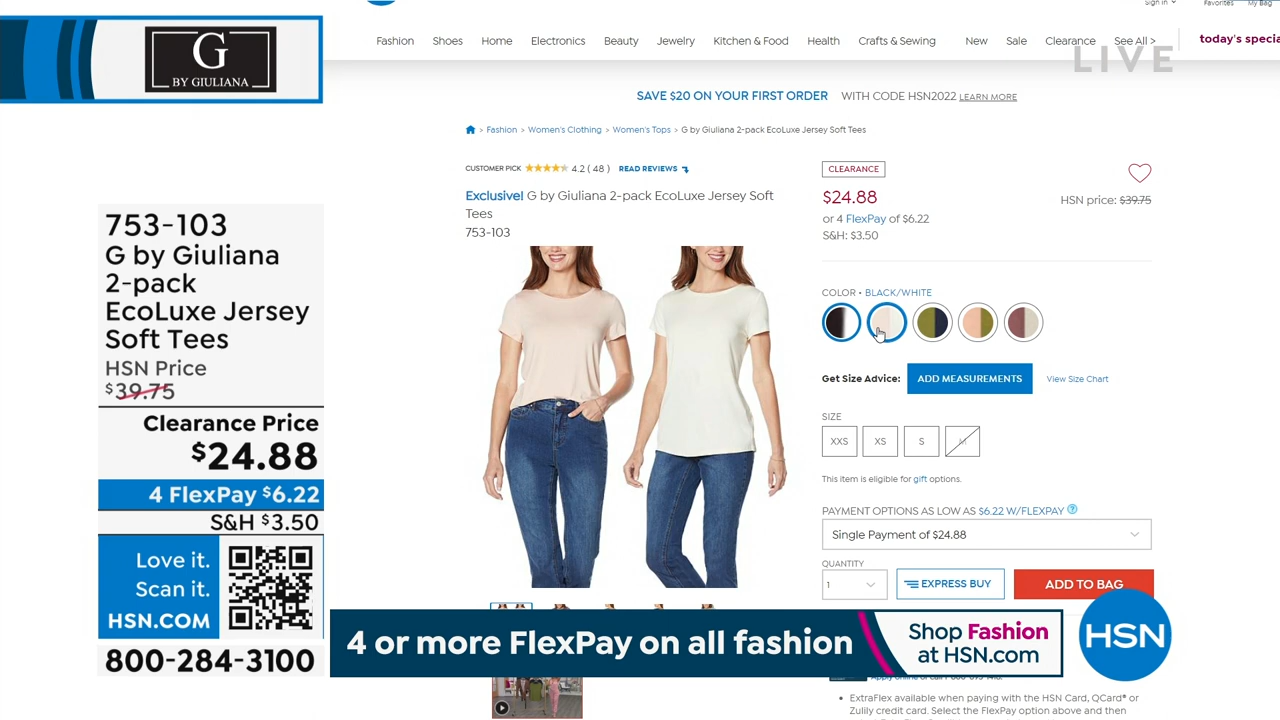 G
BY GIULIANA
753-103
G by Giuliana
2-pack
EcoLuxe Jersey
Soft Tees
HSN Price
$39.75
Clearance Price
$24.88
4 FlexPay $6.22
S&H $3.50
Love it.
Scan it.
HSN.COM
800-284-3100
Sign In
Favorites
My Bag
Fashion Shoes Home Electronics Beauty Jewelry Kitchen & Food Health Crafts & Sewing New Sale Clearance See All >
today's specia
LIVE
SAVE $20 ON YOUR FIRST ORDER WITH CODE HSN2022 LEARN MORE
> Fashion > Women's Clothing > Women's Tops > G by Giuliana 2-pack EcoLuxe Jersey Soft Tees
CUSTOMER PICK 4.2 ( 48 ) READ REVIEWS
Exclusive! G by Giuliana 2-pack EcoLuxe Jersey Soft
Tees
753-103
CLEARANCE
$24.88
HSN price: $39.75
or 4 FlexPay of $6.22
S&H: $3.50
COLOR • BLACK/WHITE
Get Size Advice: ADD MEASUREMENTS View Size Chart
SIZE
XXS XS S M
This item is eligible for gift options.
PAYMENT OPTIONS AS LOW AS $6.22 W/FLEXPAY ?
Single Payment of $24.88
QUANTITY
1
EXPRESS BUY
ADD TO BAG
4 or more FlexPay on all fashion
Shop Fashion
at HSN.com
HSN
• ExtraFlex available when paying with the HSN Card, QCard® or
Zulily credit card. Select the FlexPay option above and then